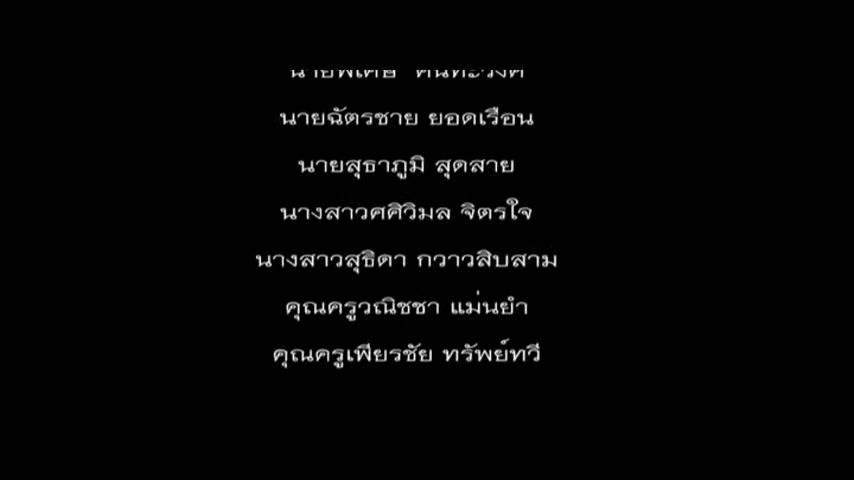 นายฉัตรชาย ยอดเรือน
นายสุธาภูมิ สุดสาย
นางสาวศศิวิมล จิตรใจ
นางสาวสุธิดา กวาวสิบสาม
คุณครูวณิชชา แม่นยำ
คุณครูเพียรชัย ทรัพย์ทวี